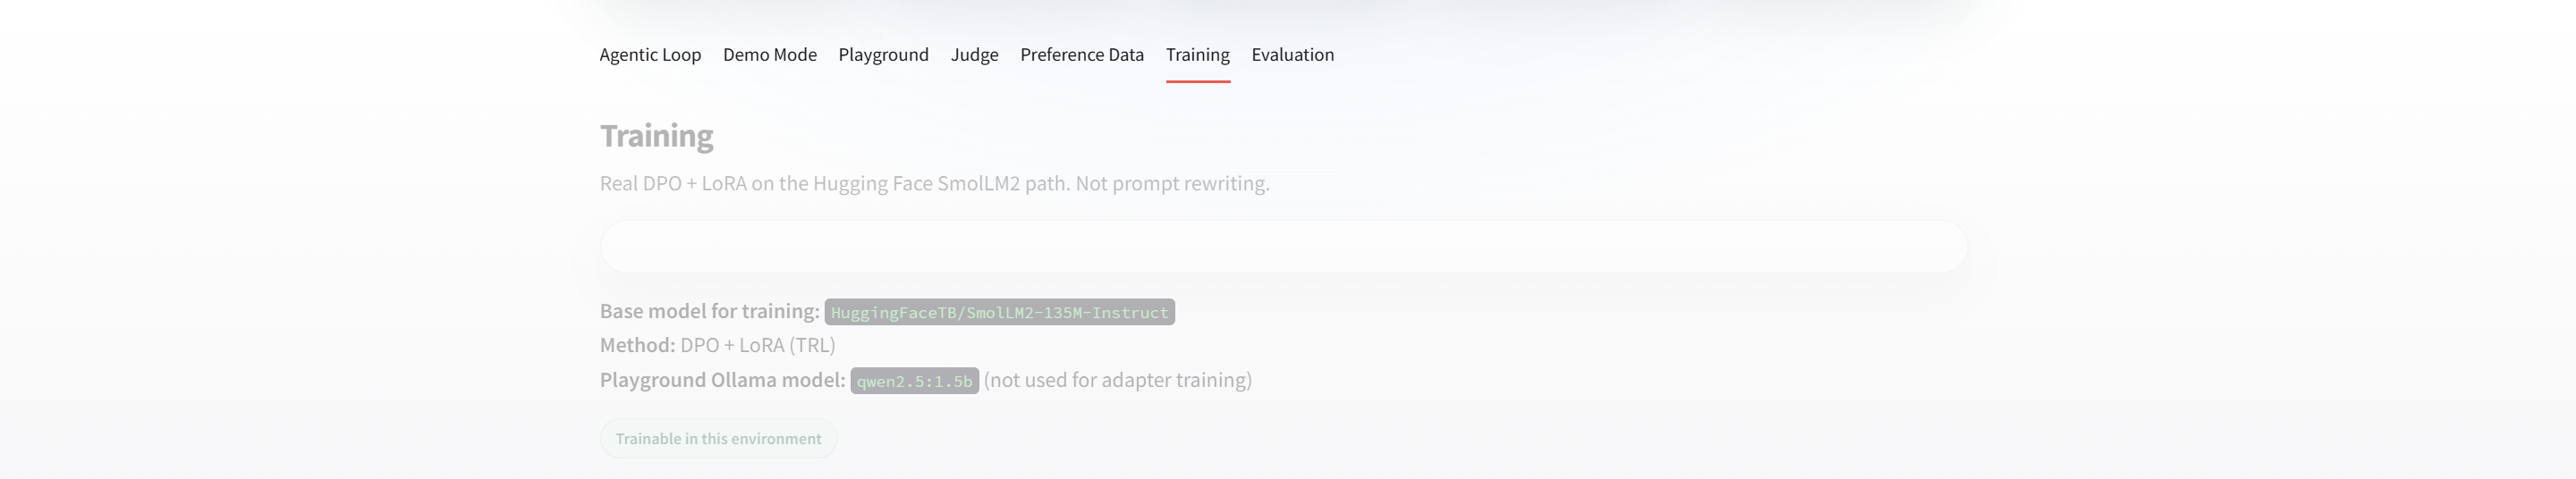 Agentic Loop Demo Mode Playground Judge Preference Data Training Evaluation
Training
Real DPO + LoRA on the Hugging Face SmolLM2 path. Not prompt rewriting.
Base model for training: HuggingFaceTB/SmolLM2-135M-Instruct
Method: DPO + LoRA (TRL)
Playground Ollama model: qwen2.5:1.5b (not used for adapter training)
Trainable in this environment